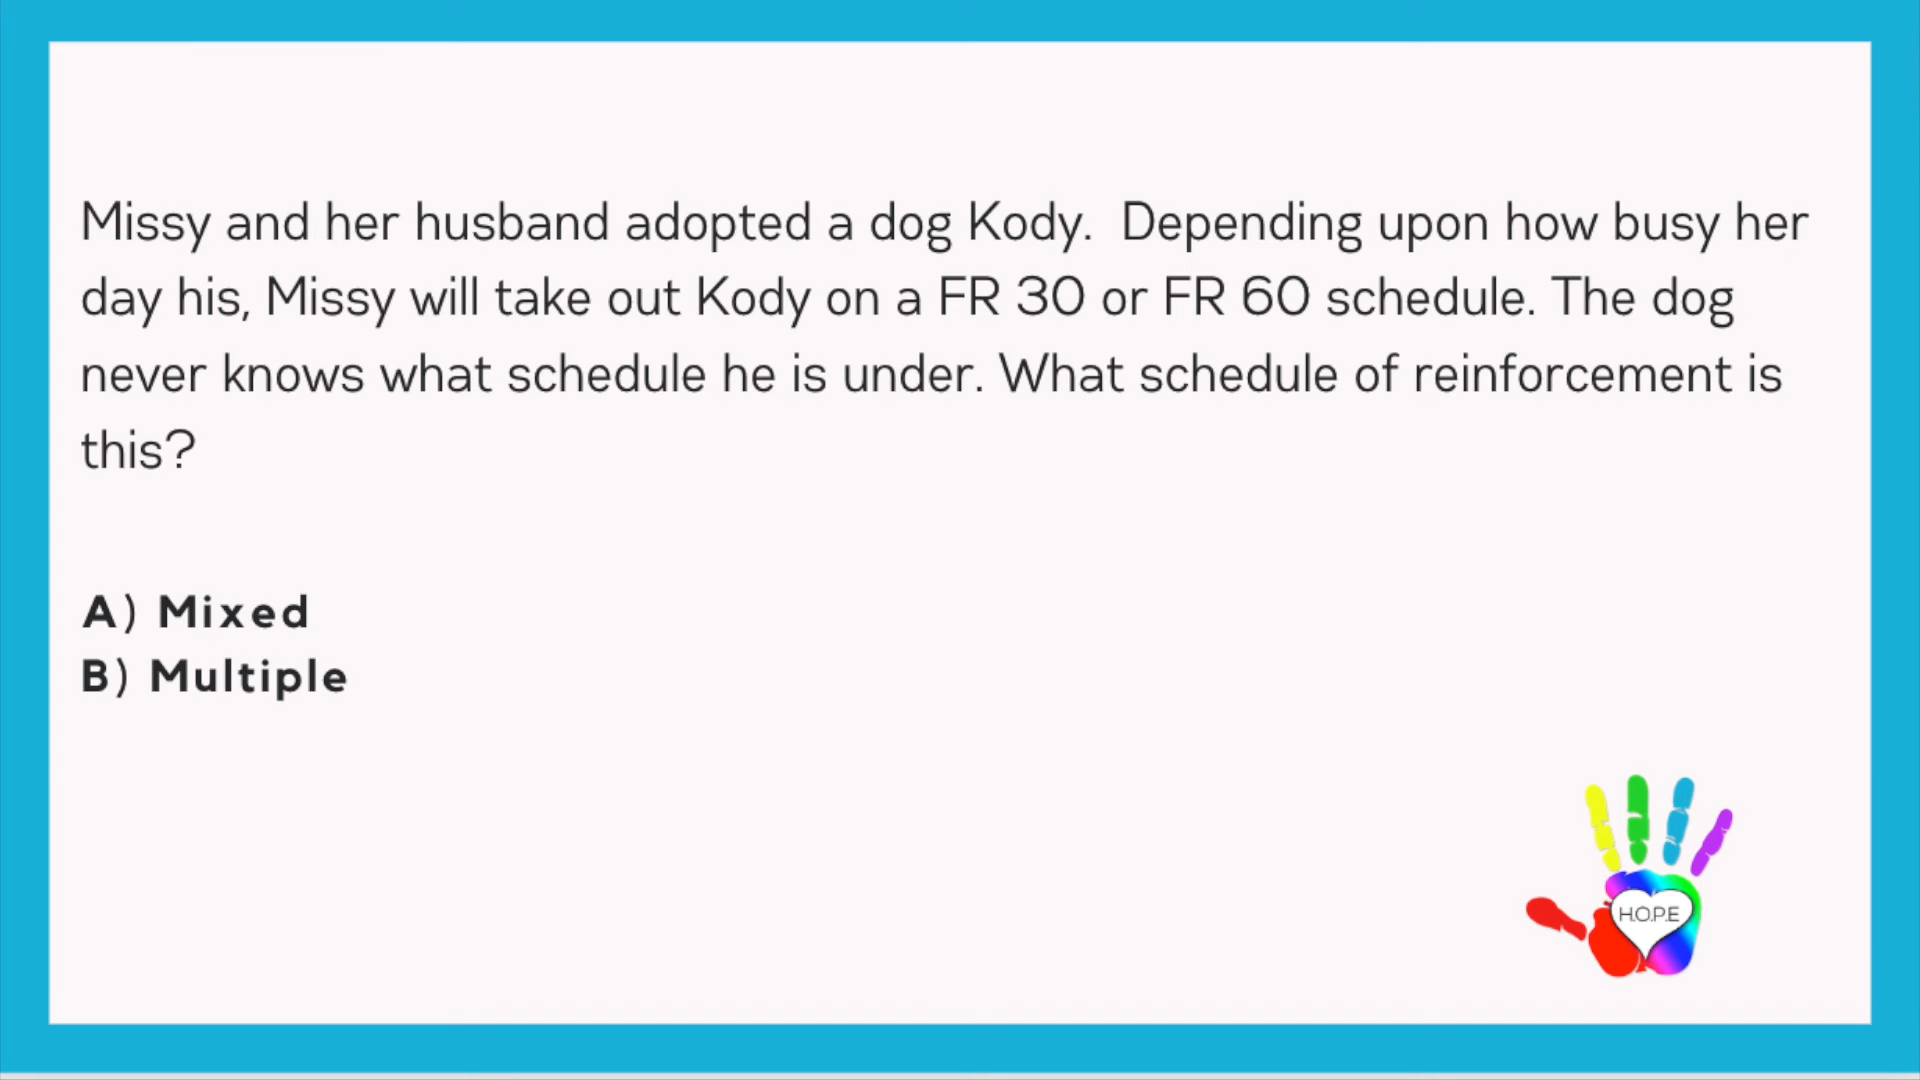 Missy and her husband adopted a dog Kody.  Depending upon how busy her
day his, Missy will take out Kody on a FR 30 or FR 60 schedule. The dog
never knows what schedule he is under. What schedule of reinforcement is
this?
A) Mixed
B) Multiple
H.O.P.E